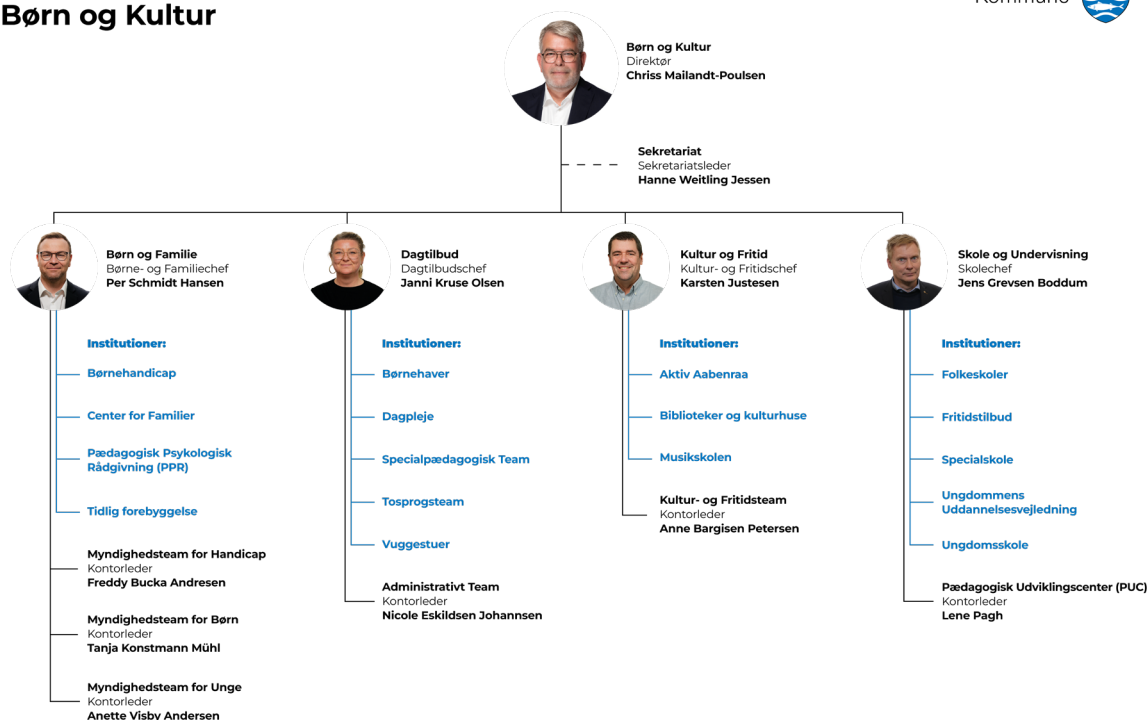 Børn og Kultur
Kommune
Børn og Kultur
Direktør
Chriss Mailandt-Poulsen
Sekretariat
Sekretariatsleder
Hanne Weitling Jessen
Børn og Familie
Børne- og Familiechef
Per Schmidt Hansen
Institutioner:
Børnehandicap
Center for Familier
Pædagogisk Psykologisk
Rådgivning (PPR)
Tidlig forebyggelse
Myndighedsteam for Handicap
Kontorleder
Freddy Bucka Andresen
Myndighedsteam for Børn
Kontorleder
Tanja Konstmann Mühl
Myndighedsteam for Unge
Kontorleder
Anette Visby Andersen
Dagtilbud
Dagtilbudschef
Janni Kruse Olsen
Institutioner:
Børnehaver
Dagpleje
Specialpædagogisk Team
Tosprogsteam
Vuggestuer
Administrativt Team
Kontorleder
Nicole Eskildsen Johannsen
Kultur og Fritid
Kultur- og Fritidschef
Karsten Justesen
Institutioner:
Aktiv Aabenraa
Biblioteker og kulturhuse
Musikskolen
Kultur- og Fritidsteam
Kontorleder
Anne Bargisen Petersen
Skole og Undervisning
Skolechef
Jens Grevsen Boddum
Institutioner:
Folkeskoler
Fritidstilbud
Specialskole
Ungdommens
Uddannelsesvejledning
Ungdomsskole
Pædagogisk Udviklingscenter (PUC)
Kontorleder
Lene Pagh